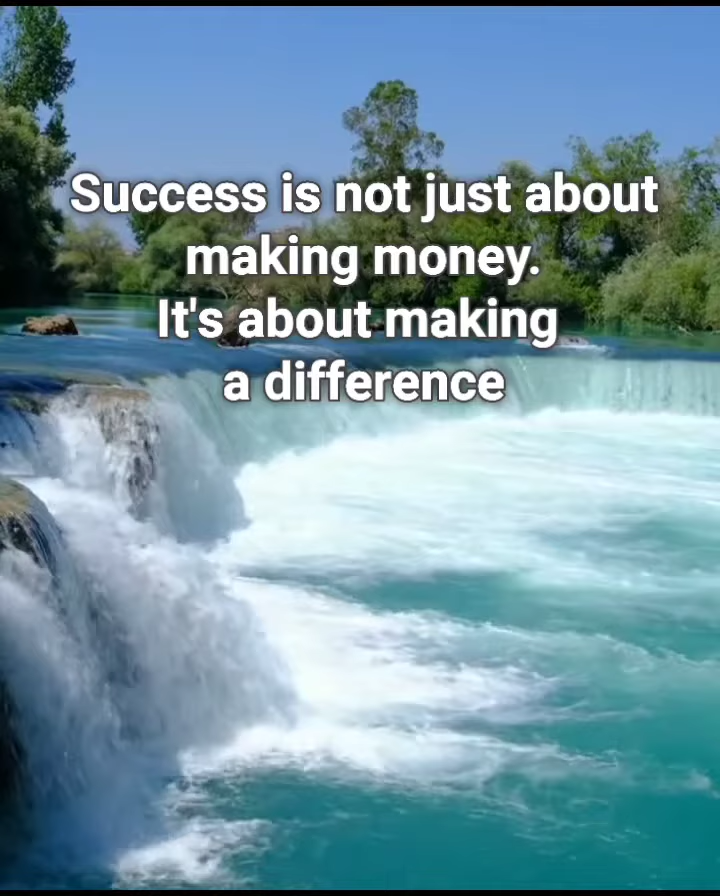 Success is not just about
making money.
It's about making
a difference